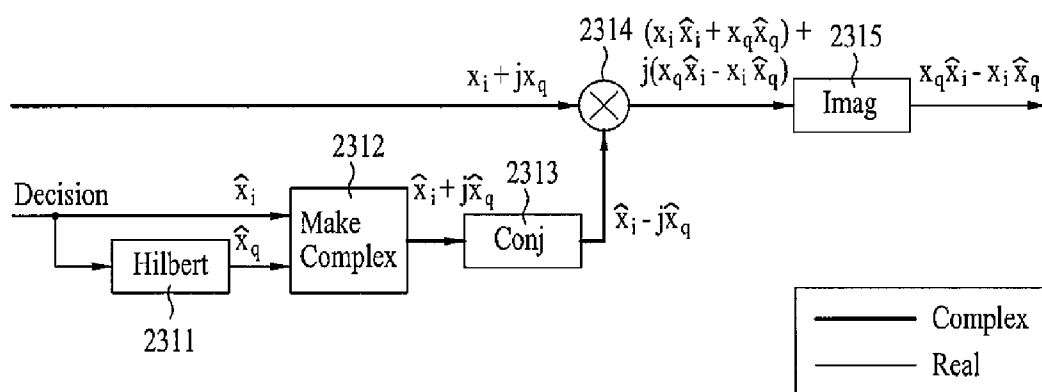 2314
(x_i x̂_i + x_q x̂_q) +
2315
x_i + jx_q
j(x_q x̂_i - x_i x̂_q)
x_q x̂_i - x_i x̂_q
Imag
2312
2313
Decision
x̂_i
x̂_i + jx̂_q
Make
Complex
Conj
x̂_i - jx̂_q
x̂_q
Hilbert
2311
Complex
Real